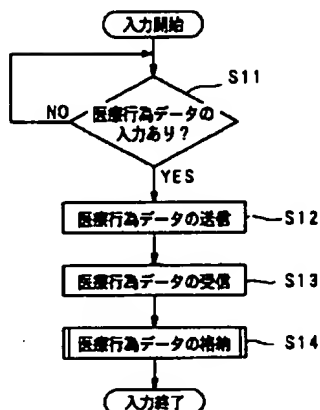 入力開始
S11
医療行為データの
入力あり?
NO
YES
医療行為データの送信
S12
医療行為データの受信
S13
医療行為データの格納
S14
入力終了